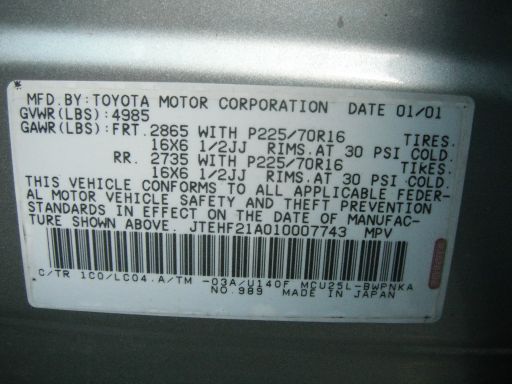 MFD.BY:TOYOTA MOTOR CORPORATION DATE 01/01
GVWR(LBS):4985
GAWR(LBS):FRT.2865 WITH P225/70R16 TIRES.
16X6 1/2JJ RIMS.AT 30 PSI COLD.
RR. 2735 WITH P225/70R16 TIRES.
16X6 1/2JJ RIMS.AT 30 PSI COLD.
THIS VEHICLE CONFORMS TO ALL APPLICABLE FEDER-
AL MOTOR VEHICLE SAFETY AND THEFT PREVENTION
STANDARDS IN EFFECT ON THE DATE OF MANUFAC-
TURE SHOWN ABOVE. JTEHF21A010007743 MPV
C/TR 1C0/LC04.A/TM -03A/U140F MCU25L-BWPNKA
NO.989 MADE IN JAPAN